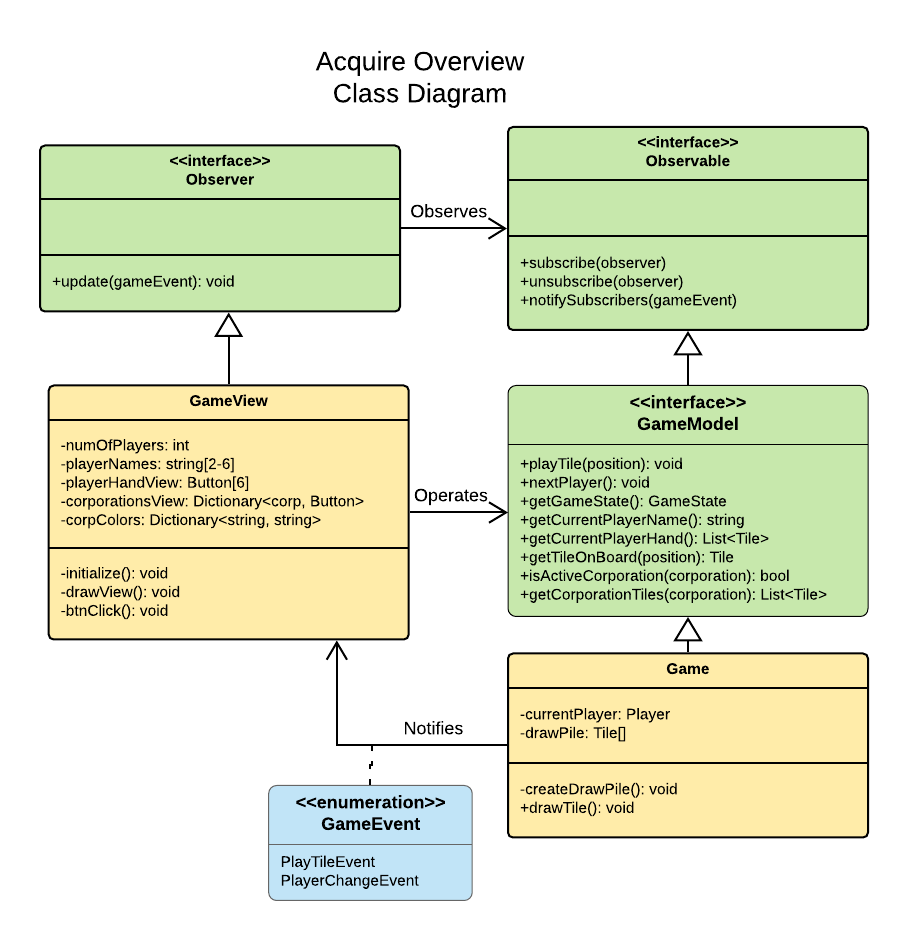 Acquire Overview
Class Diagram
<<interface>>
Observer
+update(gameEvent): void
Observes
<<interface>>
Observable
+subscribe(observer)
+unsubscribe(observer)
+notifySubscribers(gameEvent)
GameView
-numOfPlayers: int
-playerNames: string[2-6]
-playerHandView: Button[6]
-corporationsView: Dictionary<corp, Button>
-corpColors: Dictionary<string, string>
-initialize(): void
-drawView(): void
-btnClick(): void
Operates
<<interface>>
GameModel
+playTile(position): void
+nextPlayer(): void
+getGameState(): GameState
+getCurrentPlayerName(): string
+getCurrentPlayerHand(): List<Tile>
+getTileOnBoard(position): Tile
+isActiveCorporation(corporation): bool
+getCorporationTiles(corporation): List<Tile>
Game
-currentPlayer: Player
-drawPile: Tile[]
-createDrawPile(): void
+drawTile(): void
Notifies
<<enumeration>>
GameEvent
PlayTileEvent
PlayerChangeEvent